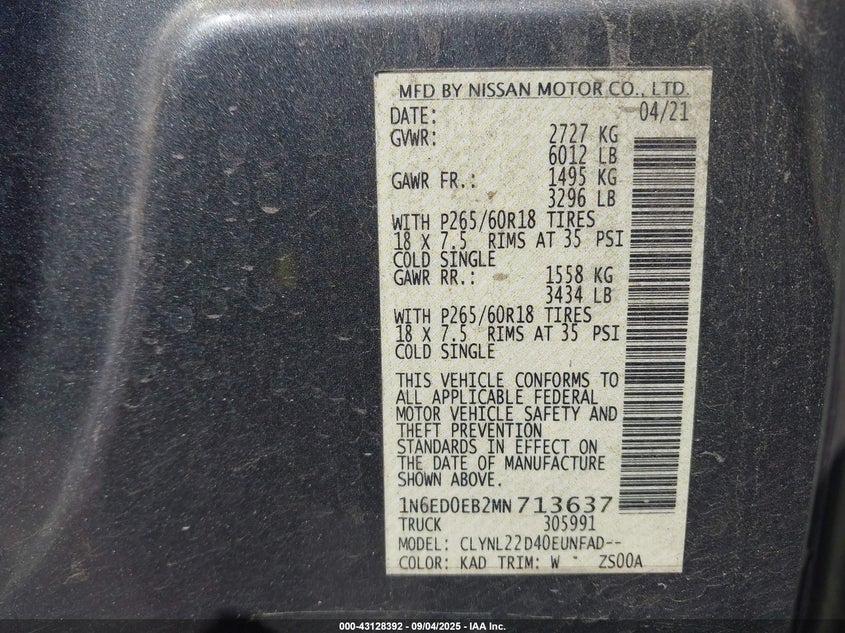 MFD BY NISSAN MOTOR CO., LTD.
DATE: 04/21
GVWR: 2727 KG
6012 LB
GAWR FR.: 1495 KG
3296 LB
WITH P265/60R18 TIRES
18 X 7.5 RIMS AT 35 PSI
COLD SINGLE
GAWR RR.: 1558 KG
3434 LB
WITH P265/60R18 TIRES
18 X 7.5 RIMS AT 35 PSI
COLD SINGLE
THIS VEHICLE CONFORMS TO
ALL APPLICABLE FEDERAL
MOTOR VEHICLE SAFETY AND
THEFT PREVENTION
STANDARDS IN EFFECT ON
THE DATE OF MANUFACTURE
SHOWN ABOVE.
1N6ED0EB2MN713637
TRUCK 305991
MODEL: CLYNL22D40EUNFAD--
COLOR: KAD TRIM: W ZS00A
000-43128392 - 09/04/2025 - IAA Inc.